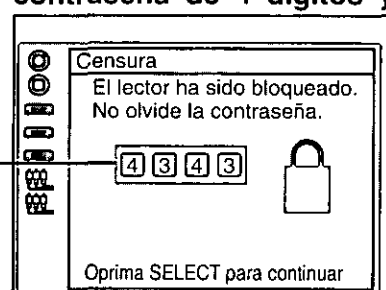 contraseña de 4 dígitos y
Censura
El lector ha sido bloqueado.
No olvide la contraseña.
4 3 4 3
Oprima SELECT para continuar